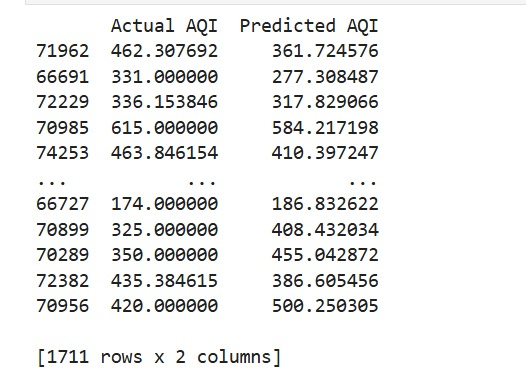 Actual AQI Predicted AQI
71962 462.307692 361.724576
66691 331.000000 277.308487
72229 336.153846 317.829066
70985 615.000000 584.217198
74253 463.846154 410.397247
... ... ...
66727 174.000000 186.832622
70899 325.000000 408.432034
70289 350.000000 455.042872
72382 435.384615 386.605456
70956 420.000000 500.250305
[1711 rows x 2 columns]